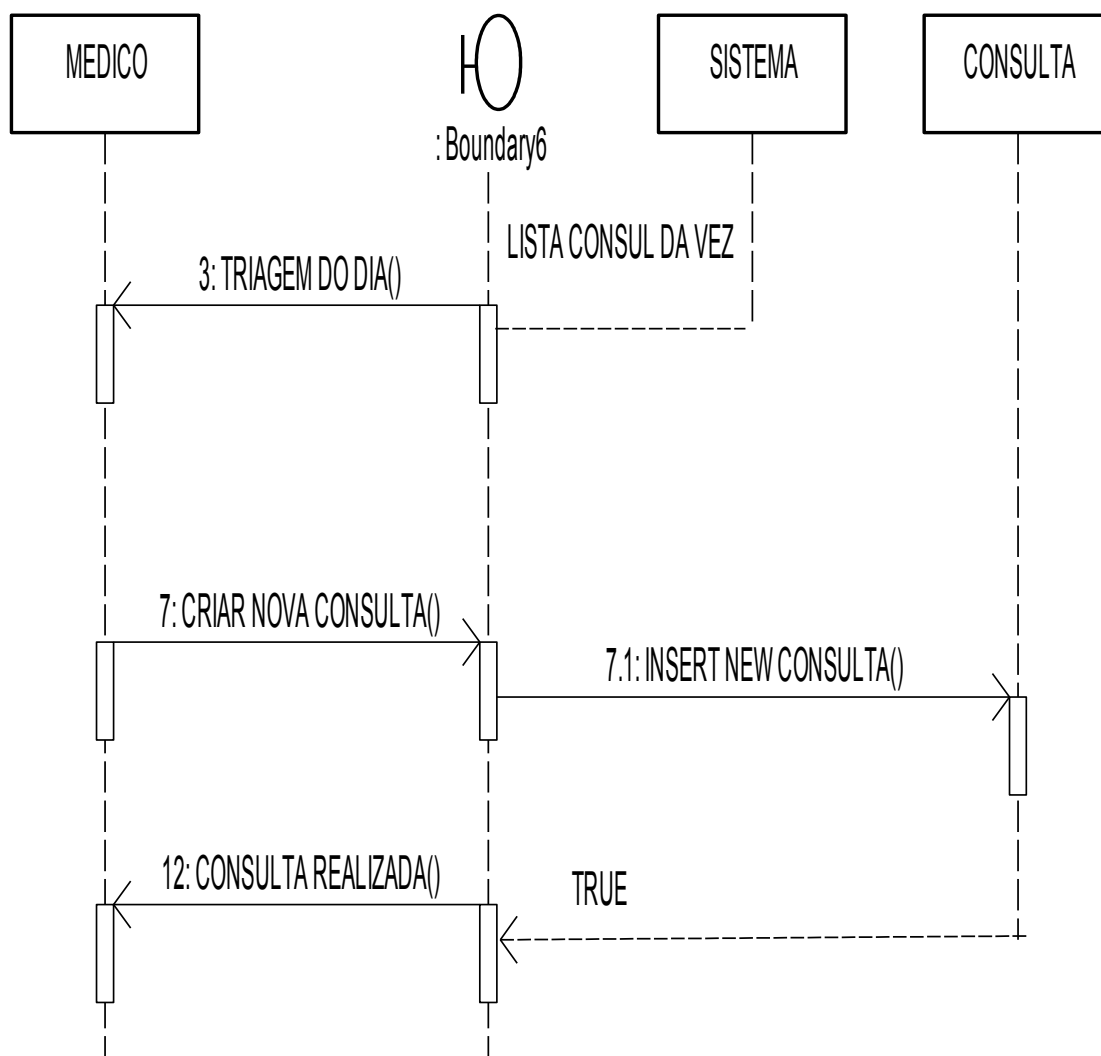 MEDICO
: Boundary6
SISTEMA
CONSULTA
LISTA CONSUL DA VEZ
3: TRIAGEM DO DIA()
7: CRIAR NOVA CONSULTA()
7.1: INSERT NEW CONSULTA()
12: CONSULTA REALIZADA()
TRUE